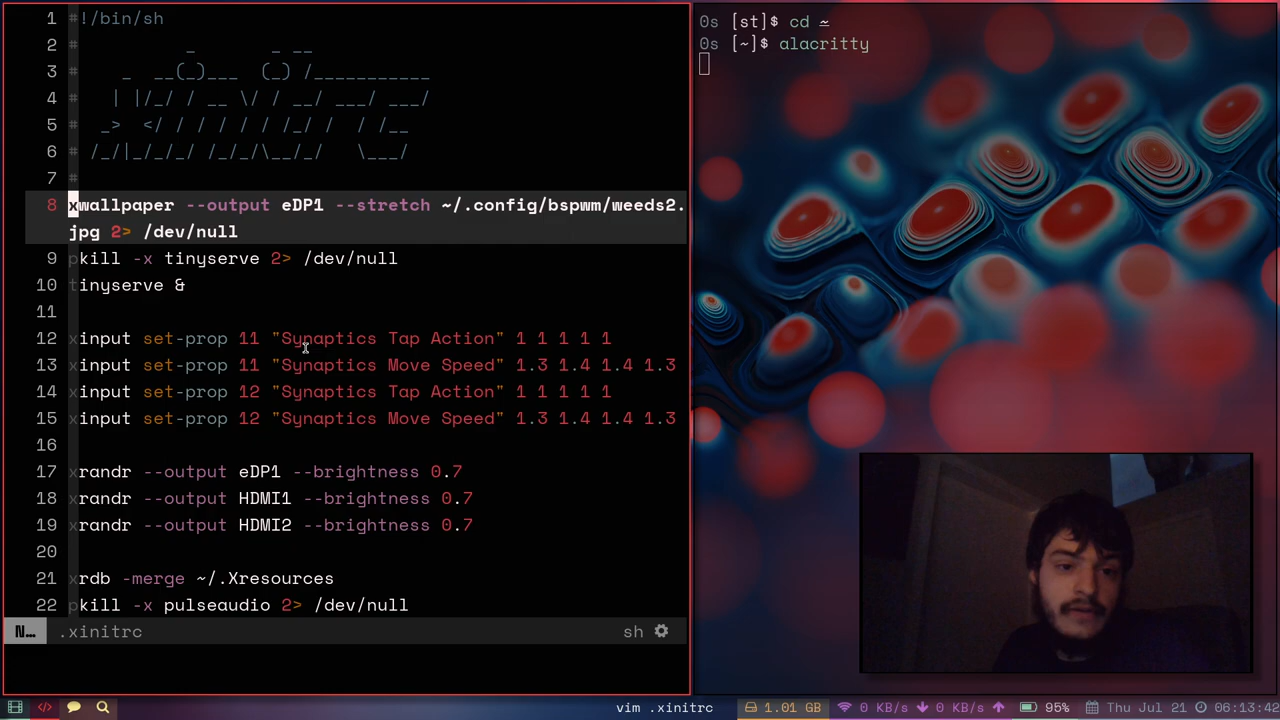 1 #!/bin/sh
2 #
3 #
4 #
5 #
6 #
7 #
8 xwallpaper --output eDP1 --stretch ~/.config/bspwm/weeds2.
jpg 2> /dev/null
9 pkill -x tinyserve 2> /dev/null
10 tinyserve &
11
12 xinput set-prop 11 "Synaptics Tap Action" 1 1 1 1 1
13 xinput set-prop 11 "Synaptics Move Speed" 1.3 1.4 1.4 1.3
14 xinput set-prop 12 "Synaptics Tap Action" 1 1 1 1 1
15 xinput set-prop 12 "Synaptics Move Speed" 1.3 1.4 1.4 1.3
16
17 xrandr --output eDP1 --brightness 0.7
18 xrandr --output HDMI1 --brightness 0.7
19 xrandr --output HDMI2 --brightness 0.7
20
21 xrdb -merge ~/.Xresources
22 pkill -x pulseaudio 2> /dev/null
N… .xinitrc sh
0s [st]$ cd ~
0s [~]$ alacritty
vim .xinitrc 1.01 GB 0 KB/s 0 KB/s 95% Thu Jul 21 06:13:42